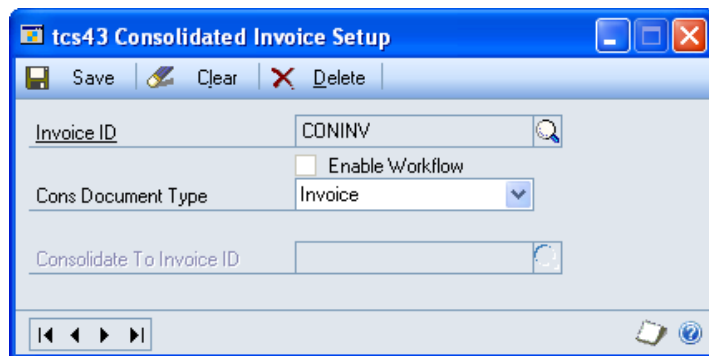 tcs43 Consolidated Invoice Setup
Save Clear Delete
Invoice ID CONINV
Enable Workflow
Cons Document Type Invoice
Consolidate To Invoice ID